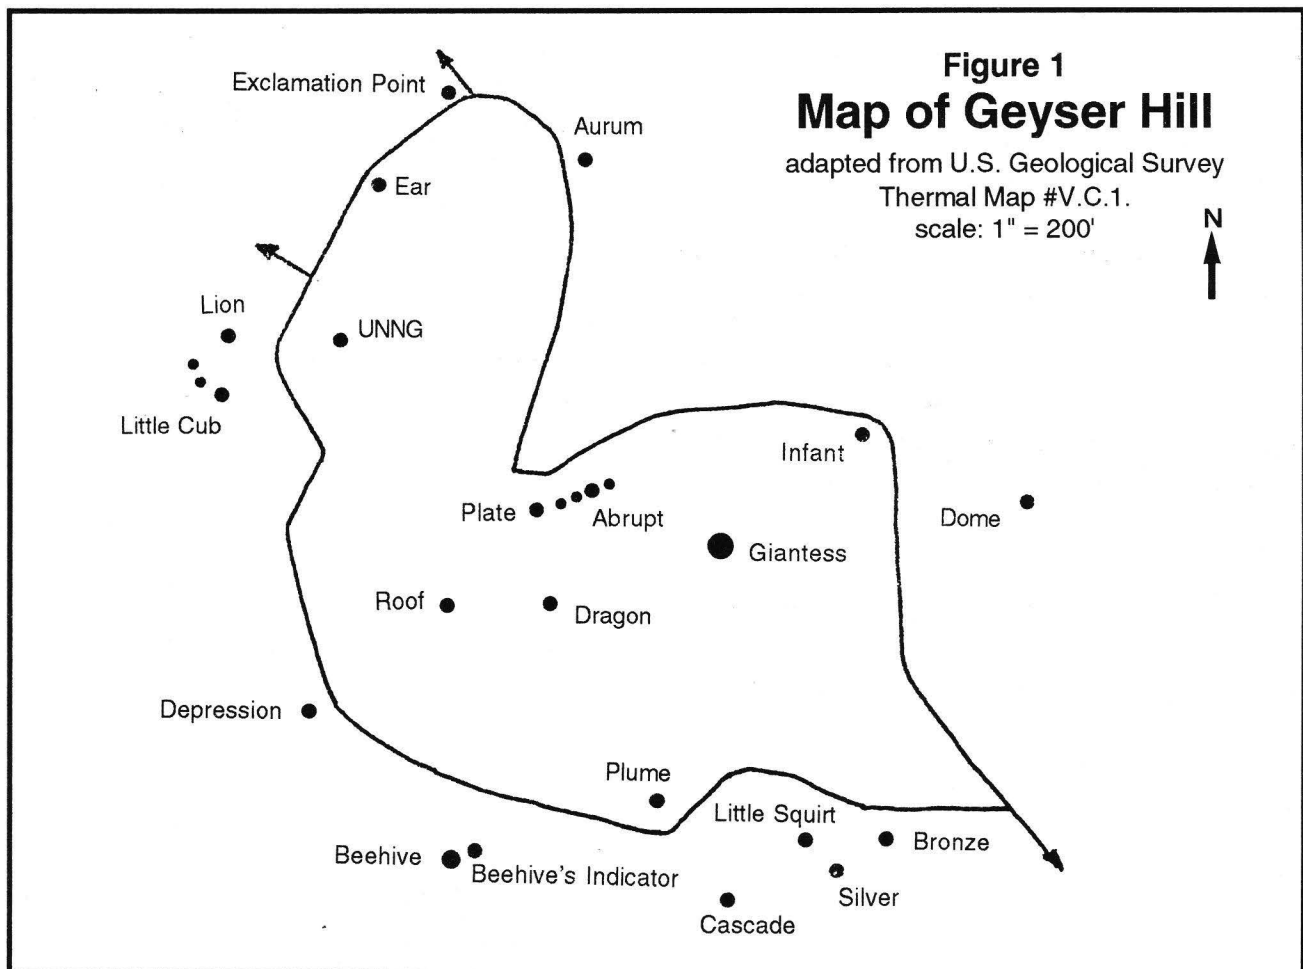 Figure 1
Map of Geyser Hill
adapted from U.S. Geological Survey
Thermal Map #V.C.1.
scale: 1" = 200'
N
Exclamation Point
Aurum
Ear
Lion
UNNG
Little Cub
Infant
Plate
Abrupt
Dome
Giantess
Roof
Dragon
Depression
Plume
Little Squirt
Bronze
Beehive
Beehive's Indicator
Silver
Cascade